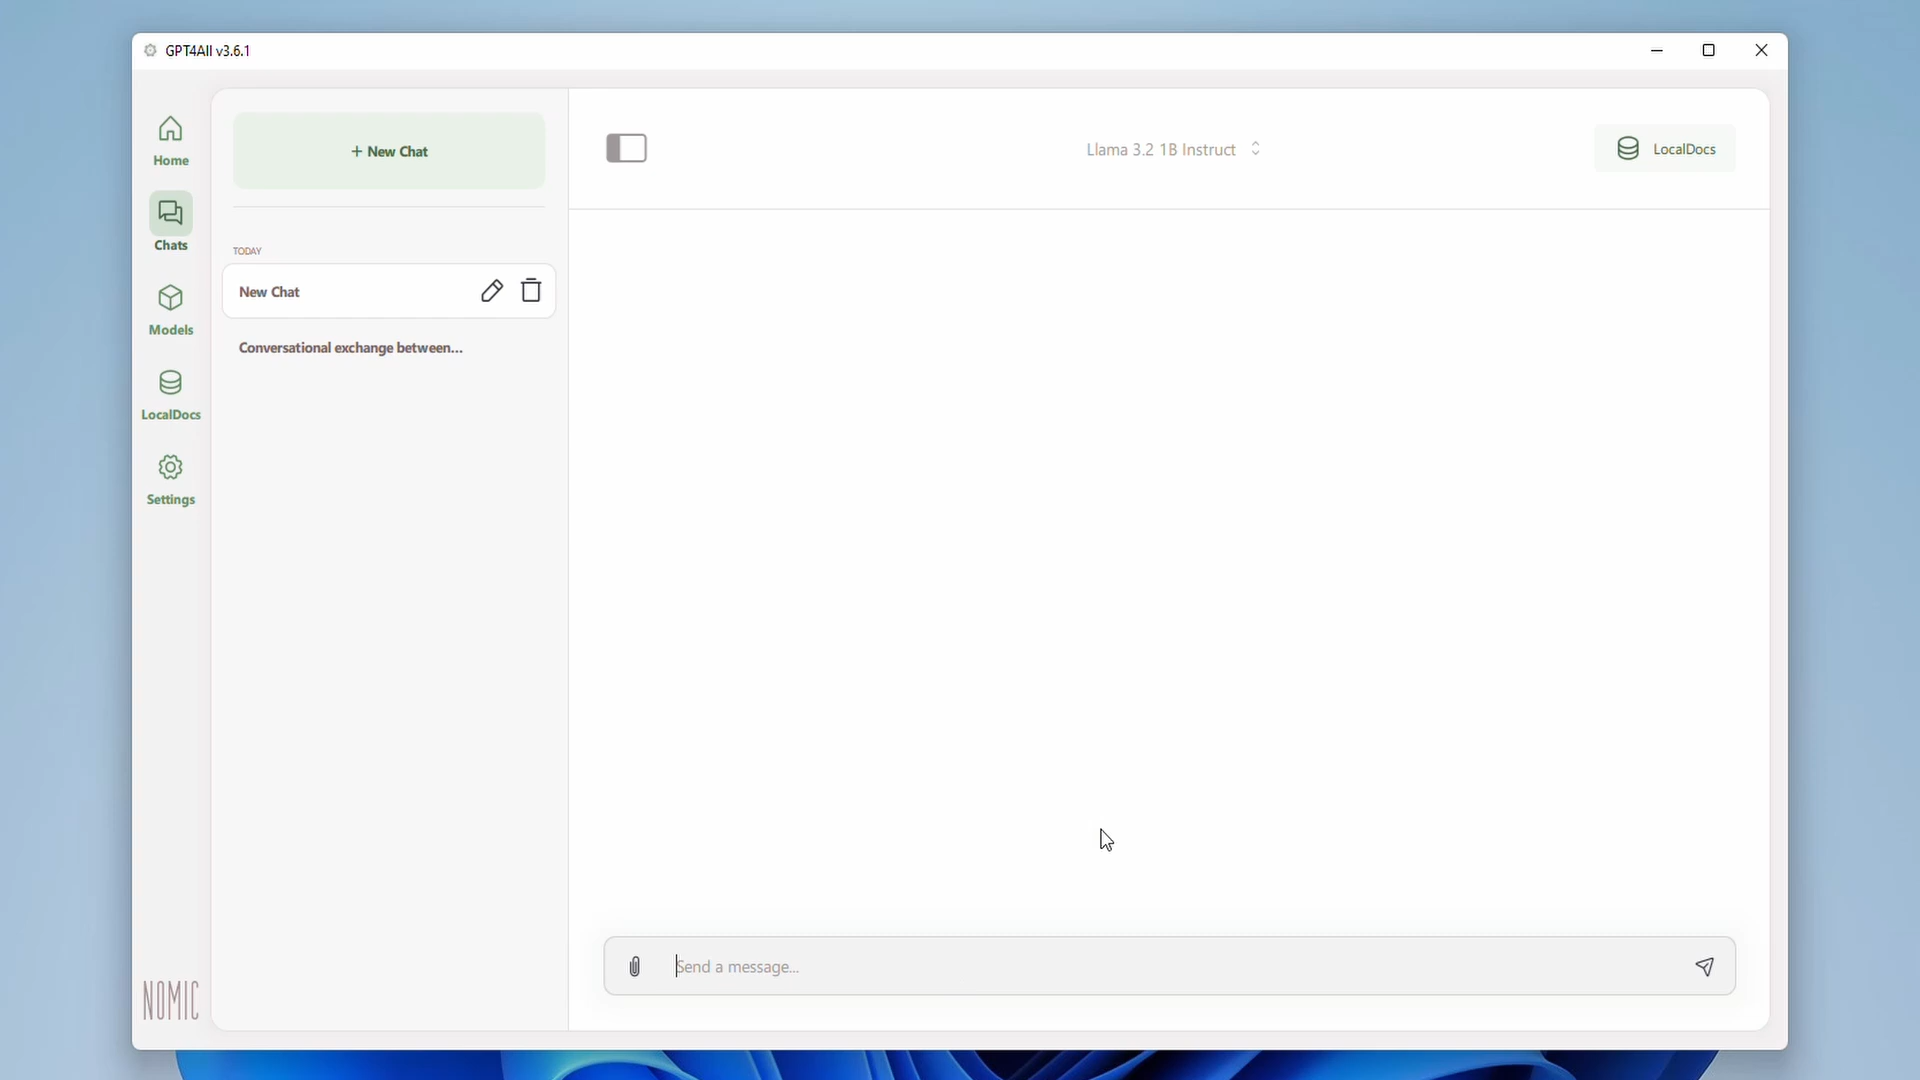 GPT4All v3.6.1
Home
Chats
Models
LocalDocs
Settings
NOMIC
+ New Chat
TODAY
New Chat
Conversational exchange between...
Llama 3.2 1B Instruct
LocalDocs
Send a message...